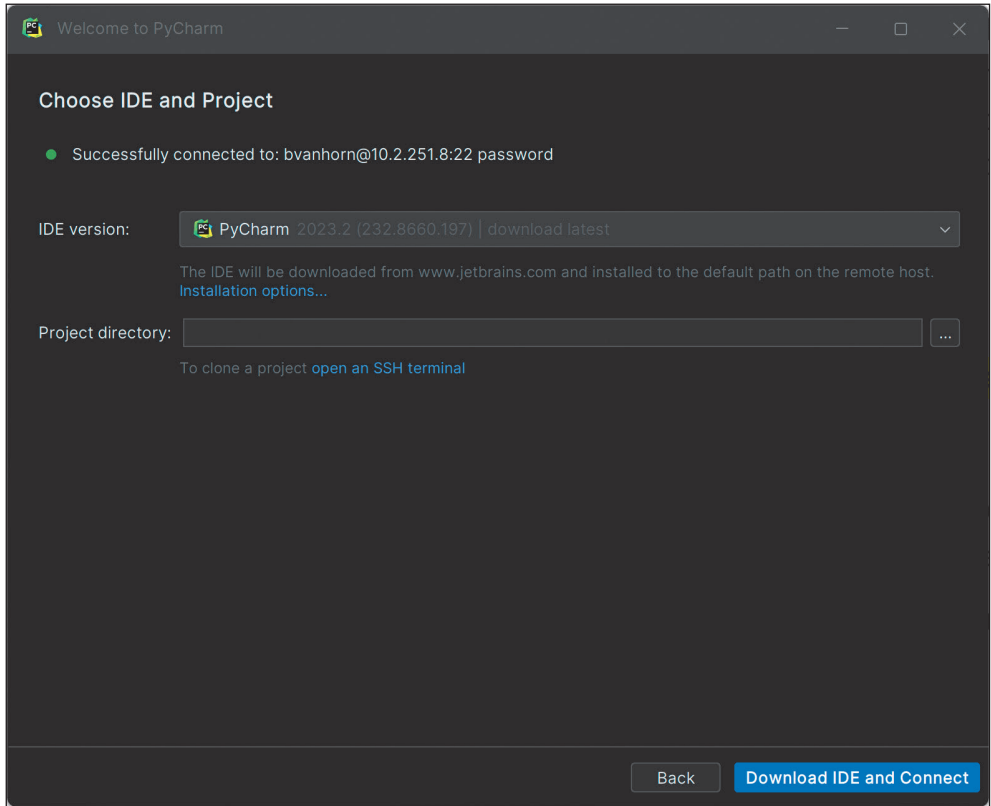 Welcome to PyCharm
Choose IDE and Project
Successfully connected to: bvanhorn@10.2.251.8:22 password
IDE version: PyCharm 2023.2 (232.8660.197) | download latest
The IDE will be downloaded from www.jetbrains.com and installed to the default path on the remote host.
Installation options...
Project directory: ...
To clone a project open an SSH terminal
Back Download IDE and Connect